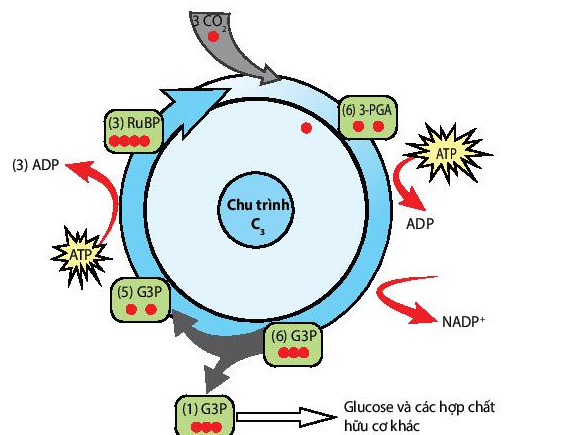 3 CO₂
(6) 3-PGA
(3) RuBP
ATP
(3) ADP
Chu trình
C₃
ADP
ATP
(5) G3P
NADP⁺
(6) G3P
(1) G3P
Glucose và các hợp chất
hữu cơ khác